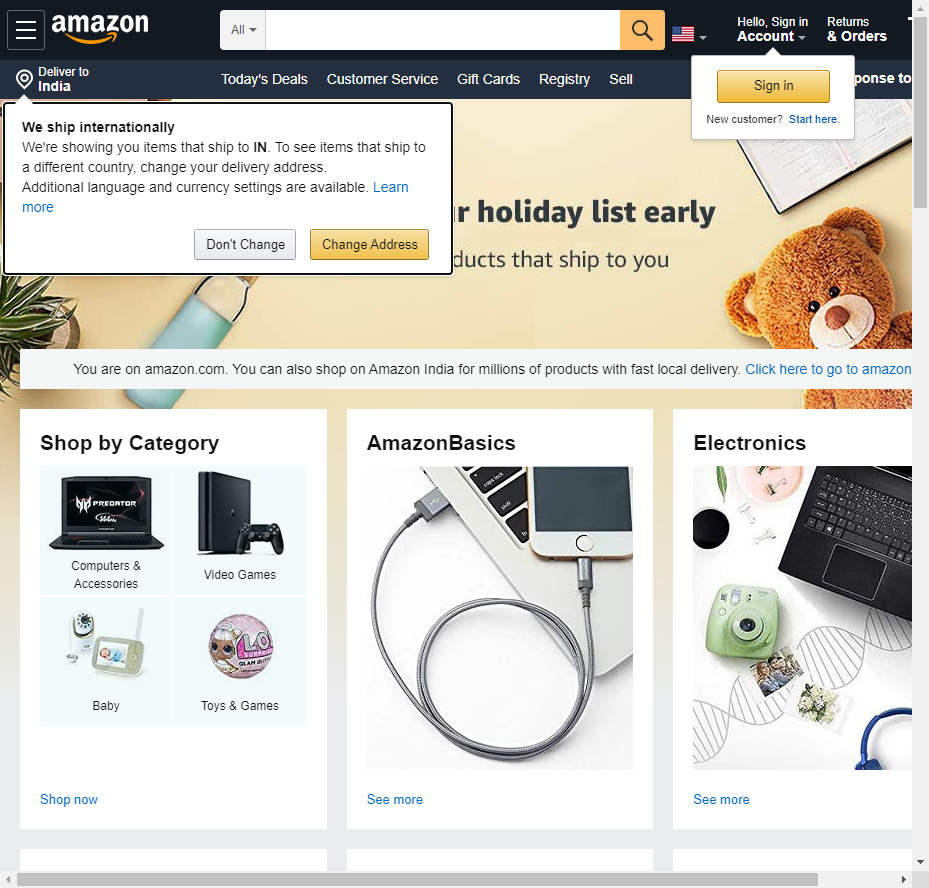 amazon
All
Hello, Sign in
Account
Returns
& Orders
Deliver to
India
Today's Deals
Customer Service
Gift Cards
Registry
Sell
ponse to
Sign in
New customer? Start here.
We ship internationally
We're showing you items that ship to IN. To see items that ship to
a different country, change your delivery address.
Additional language and currency settings are available. Learn
more
Don't Change
Change Address
r holiday list early
ducts that ship to you
You are on amazon.com. You can also shop on Amazon India for millions of products with fast local delivery. Click here to go to amazon
Shop by Category
PREDATOR
Computers &
Accessories
Video Games
Baby
Toys & Games
Shop now
AmazonBasics
caps lock
shift
fn
See more
Electronics
See more